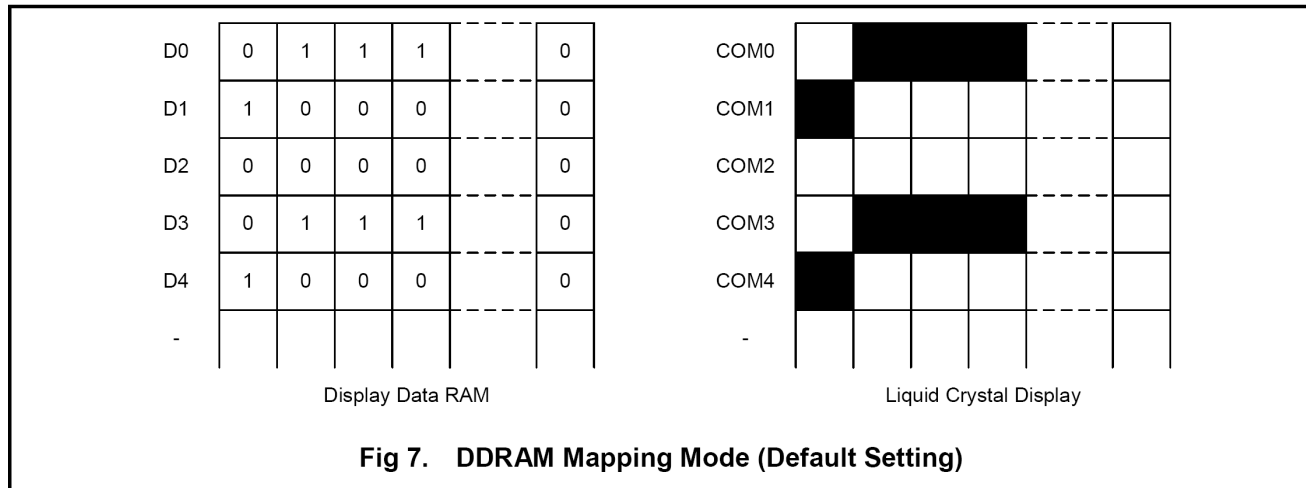 D0 0 1 1 1 0 COM0
D1 1 0 0 0 0 COM1
D2 0 0 0 0 0 COM2
D3 0 1 1 1 0 COM3
D4 1 0 0 0 0 COM4
- -
Display Data RAM Liquid Crystal Display
Fig 7. DDRAM Mapping Mode (Default Setting)